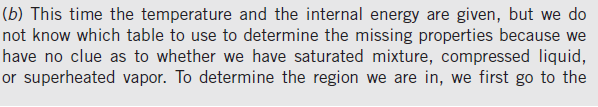 (b) This time the temperature and the internal energy are given, but we do
not know which table to use to determine the missing properties because we
have no clue as to whether we have saturated mixture, compressed liquid,
or superheated vapor. To determine the region we are in, we first go to the